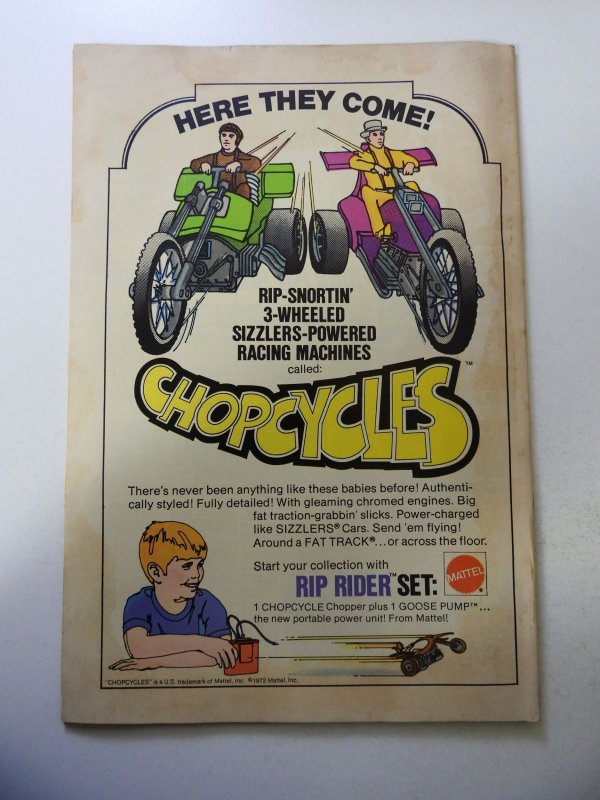 HERE THEY COME!
RIP-SNORTIN'
3-WHEELED
SIZZLERS-POWERED
RACING MACHINES
called:
CHOPCYCLES™
There's never been anything like these babies before! Authenti-
cally styled! Fully detailed! With gleaming chromed engines. Big
fat traction-grabbin' slicks. Power-charged
like SIZZLERS® Cars. Send 'em flying!
Around a FAT TRACK®...or across the floor.
Start your collection with
RIP RIDER™ SET:
MATTEL®
1 CHOPCYCLE Chopper plus 1 GOOSE PUMP™...
the new portable power unit! From Mattel!
"CHOPCYCLES" is a U.S. trademark of Mattel, Inc. ©1972 Mattel, Inc.